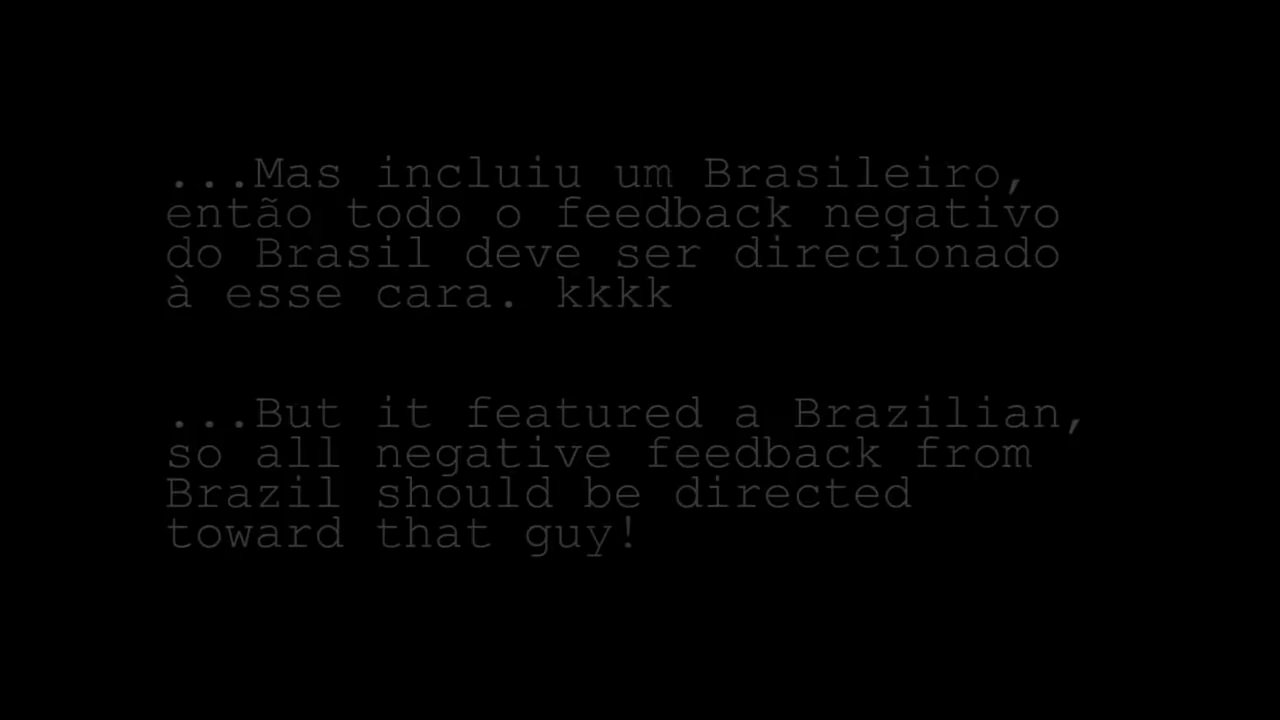 ...Mas incluiu um Brasileiro,
então todo o feedback negativo
do Brasil deve ser direcionado
à esse cara. kkkk
...But it featured a Brazilian,
so all negative feedback from
Brazil should be directed
toward that guy!